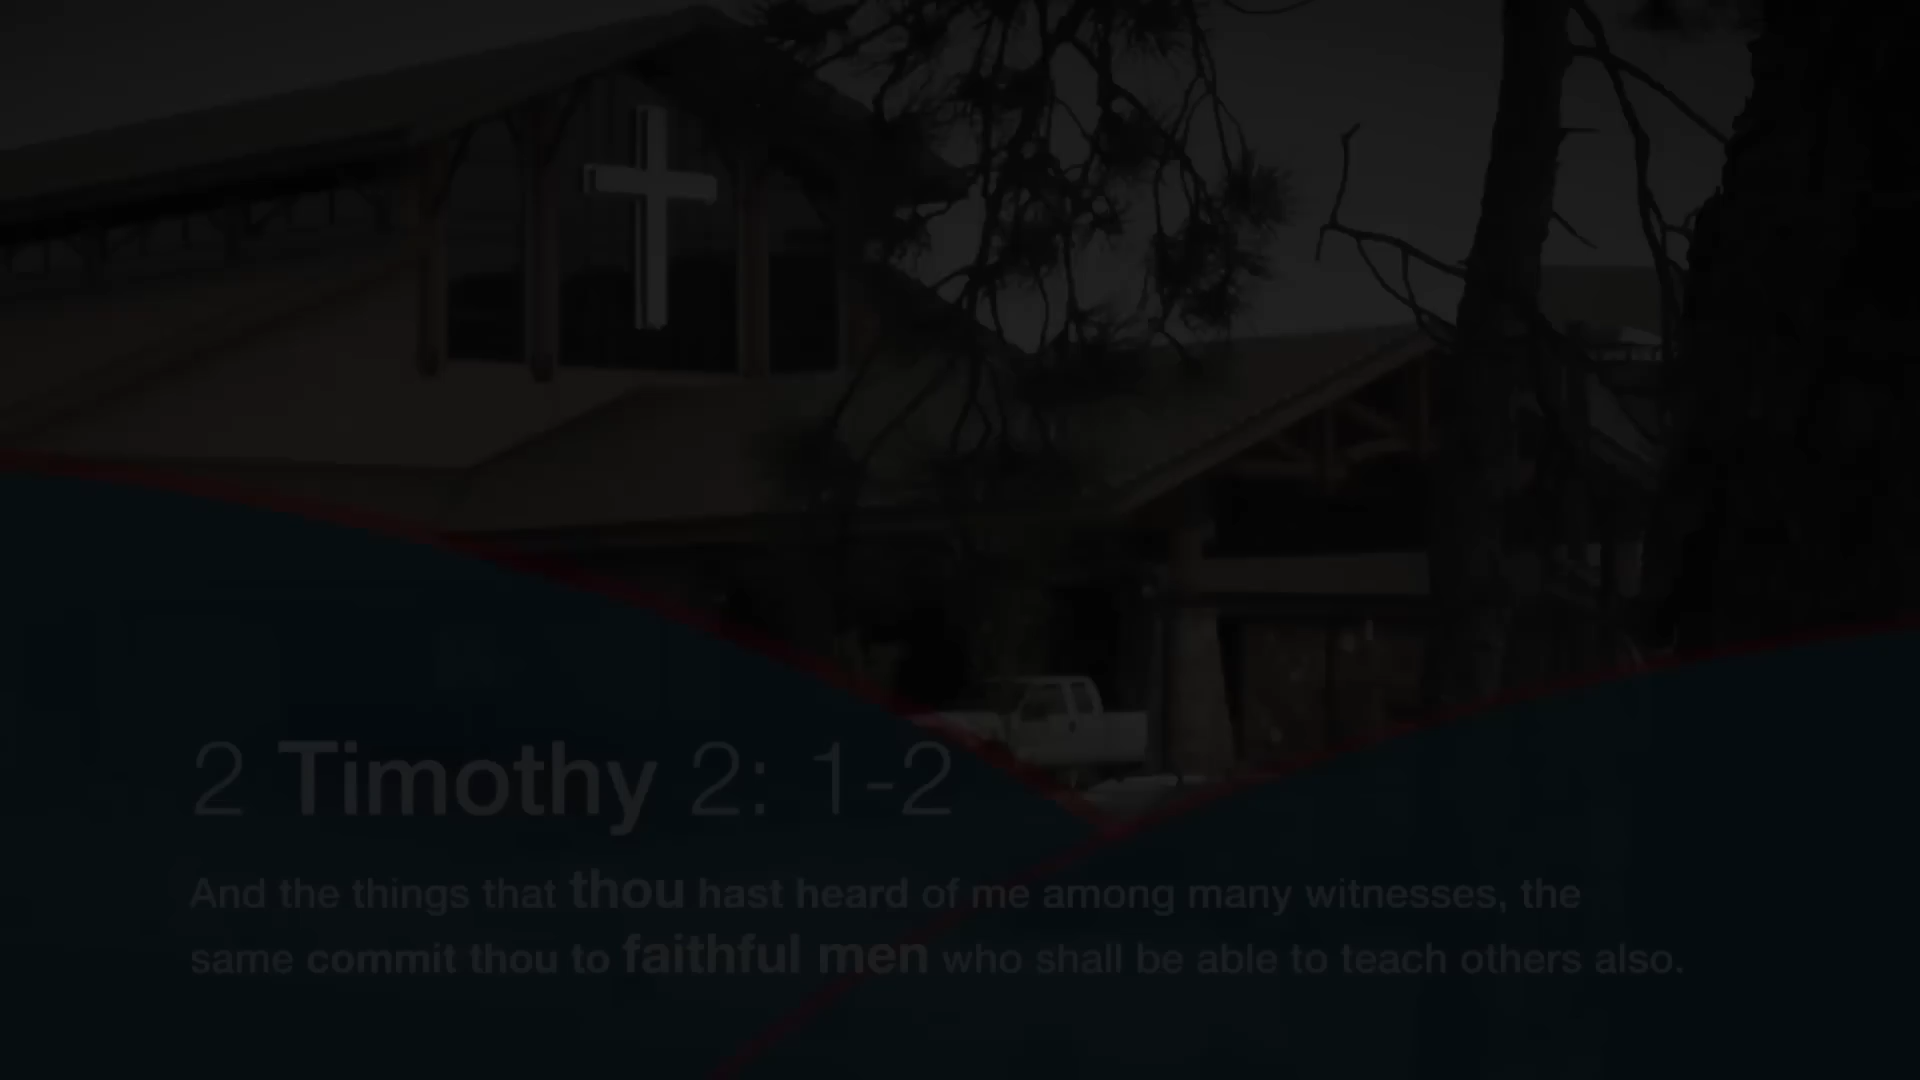 2 Timothy 2: 1-2
And the things that thou hast heard of me among many witnesses, the
same commit thou to faithful men who shall be able to teach others also.